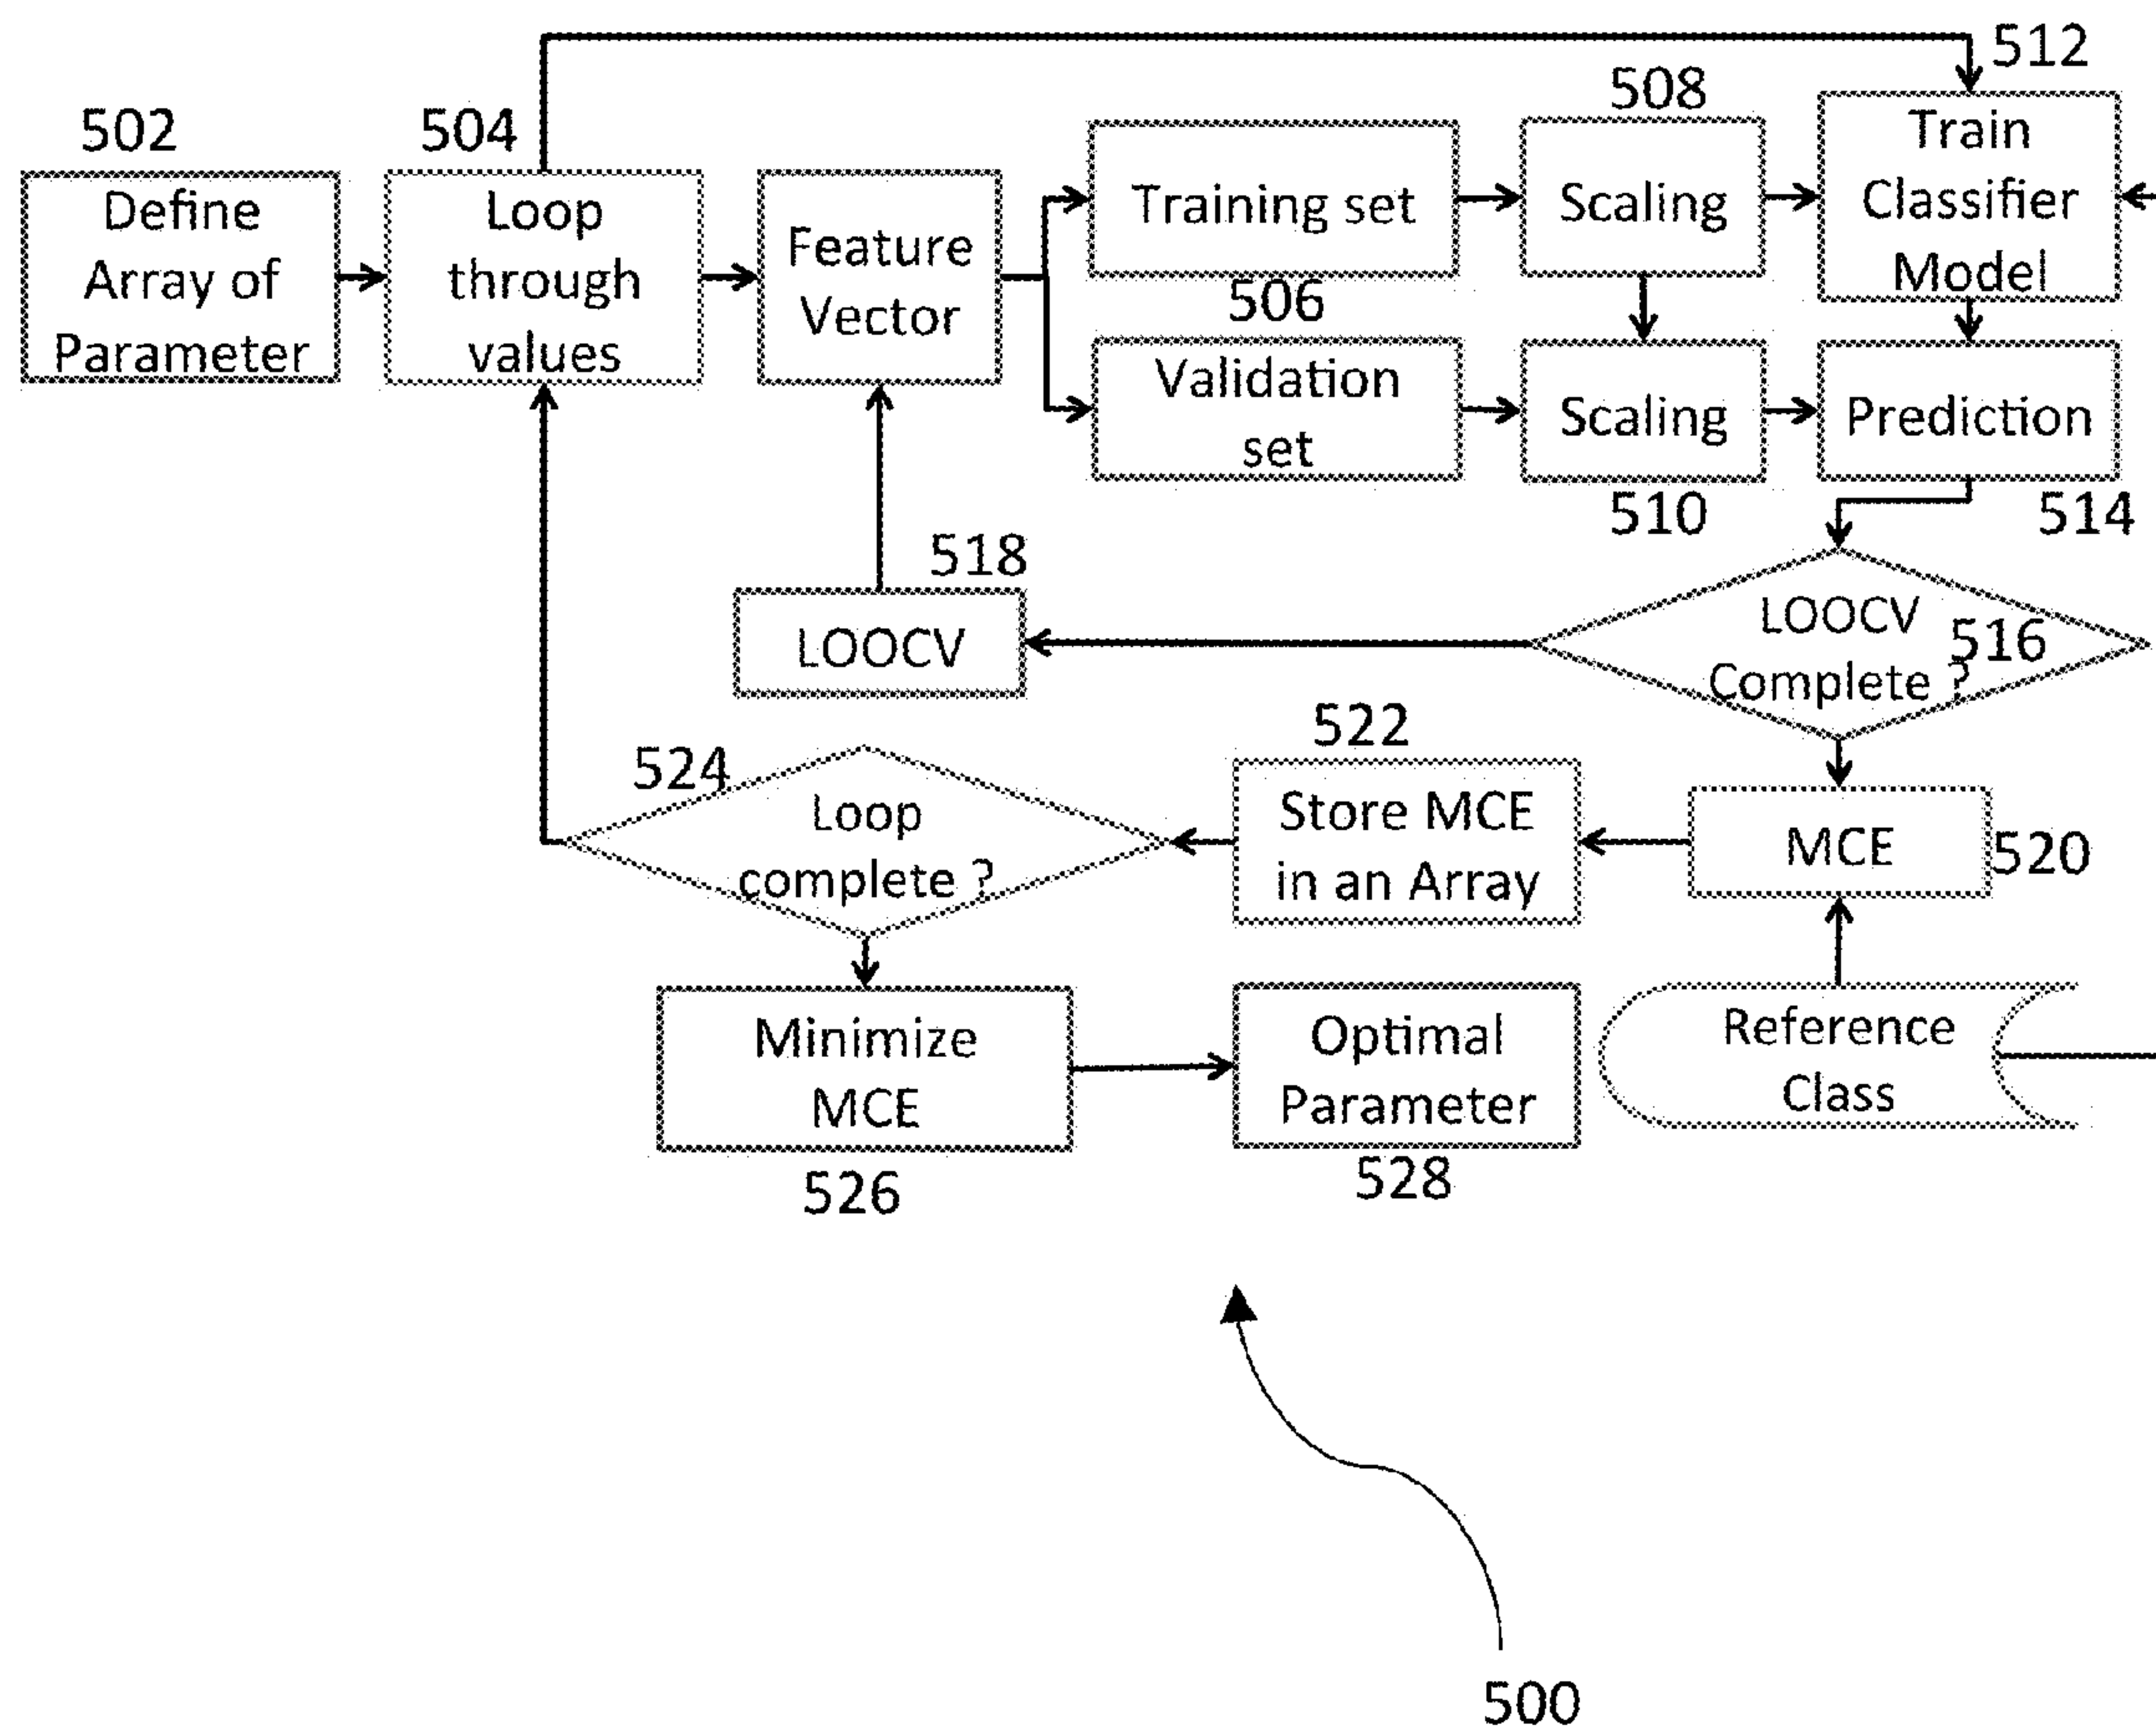 512
508
502
504
Define
Array of
Parameter
Loop
through
values
Feature
Vector
Training set
Scaling
Train
Classifier
Model
506
Validation
set
Scaling
Prediction
510
514
518
LOOCV
LOOCV
Complete ?
516
522
524
Loop
complete ?
Store MCE
in an Array
MCE
520
Minimize
MCE
Optimal
Parameter
Reference
Class
526
528
500